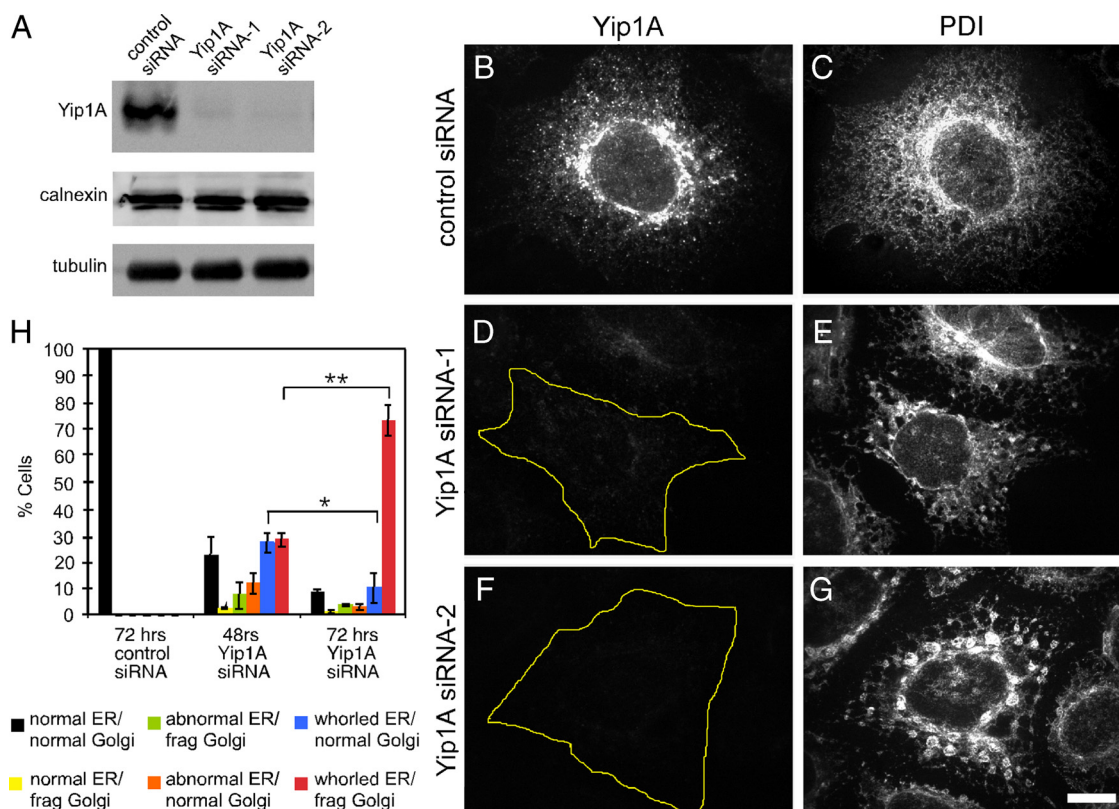 A
control
siRNA
Yip1A
siRNA-1
Yip1A
siRNA-2
Yip1A
calnexin
tubulin
Yip1A
PDI
control siRNA
B
C
Yip1A siRNA-1
D
E
Yip1A siRNA-2
F
G
H
% Cells
100
90
80
70
60
50
40
30
20
10
0
**
*
72 hrs
control
siRNA
48rs
Yip1A
siRNA
72 hrs
Yip1A
siRNA
normal ER/
normal Golgi
abnormal ER/
frag Golgi
whorled ER/
normal Golgi
normal ER/
frag Golgi
abnormal ER/
normal Golgi
whorled ER/
frag Golgi